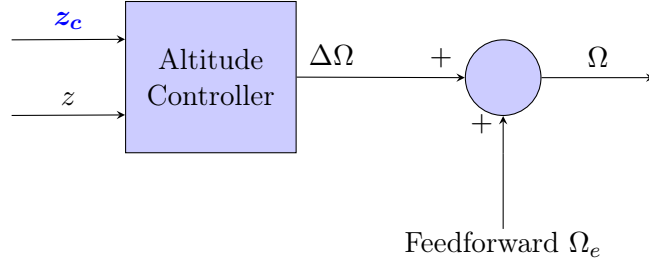 z_c
z
Altitude
Controller
ΔΩ
+
+
Ω
Feedforward Ω_e